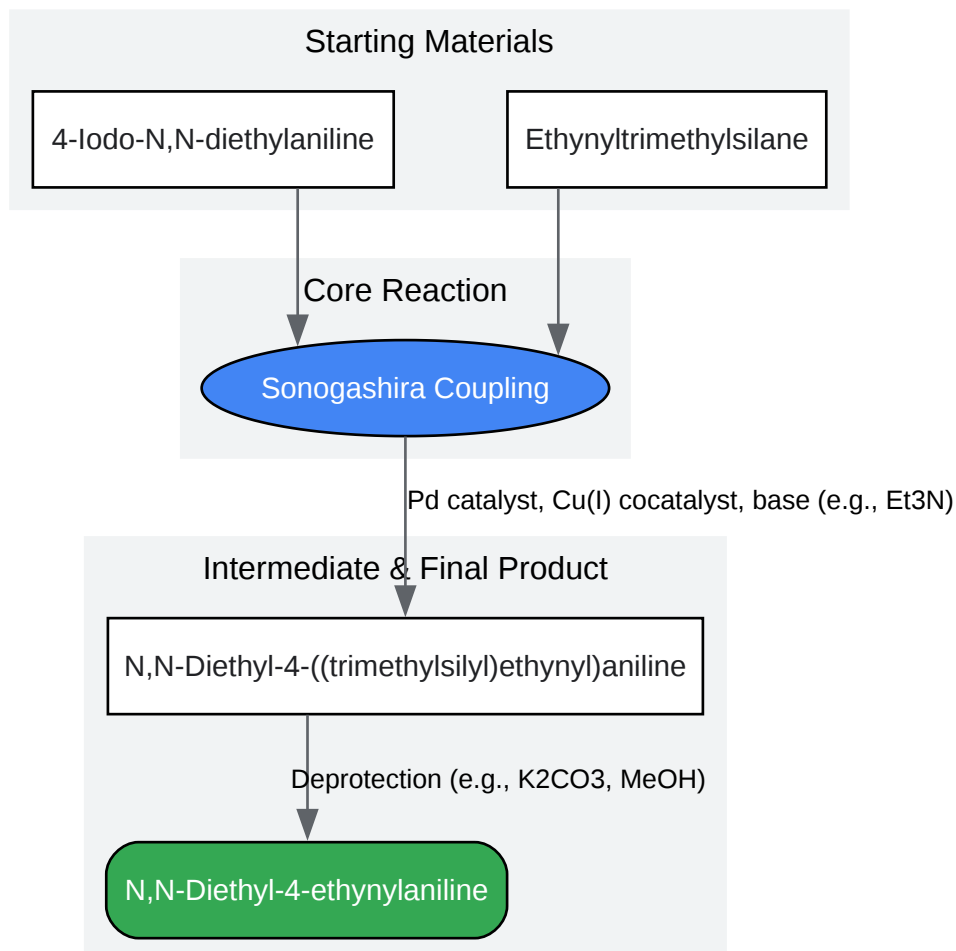 Starting Materials
4-Iodo-N,N-diethylaniline
Ethynyltrimethylsilane
Core Reaction
Sonogashira Coupling
Pd catalyst, Cu(I) cocatalyst, base (e.g., Et3N)
Intermediate & Final Product
N,N-Diethyl-4-((trimethylsilyl)ethynyl)aniline
Deprotection (e.g., K2CO3, MeOH)
N,N-Diethyl-4-ethynylaniline